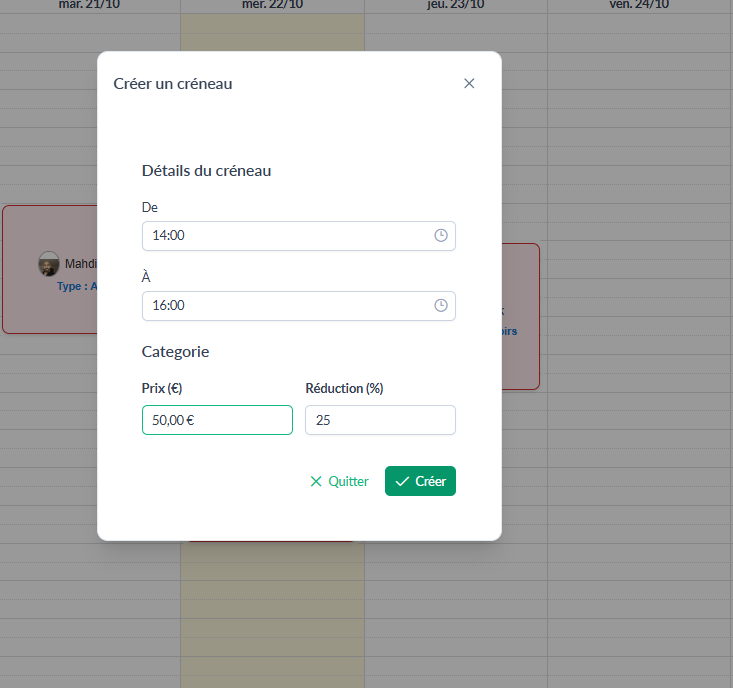 mar. 21/10 mer. 22/10 jeu. 23/10 ven. 24/10
Créer un créneau
Détails du créneau
De
14:00
À
16:00
Mahdi
Type : A
Categorie
Prix (€) Réduction (%)
50,00 € 25
Quitter Créer